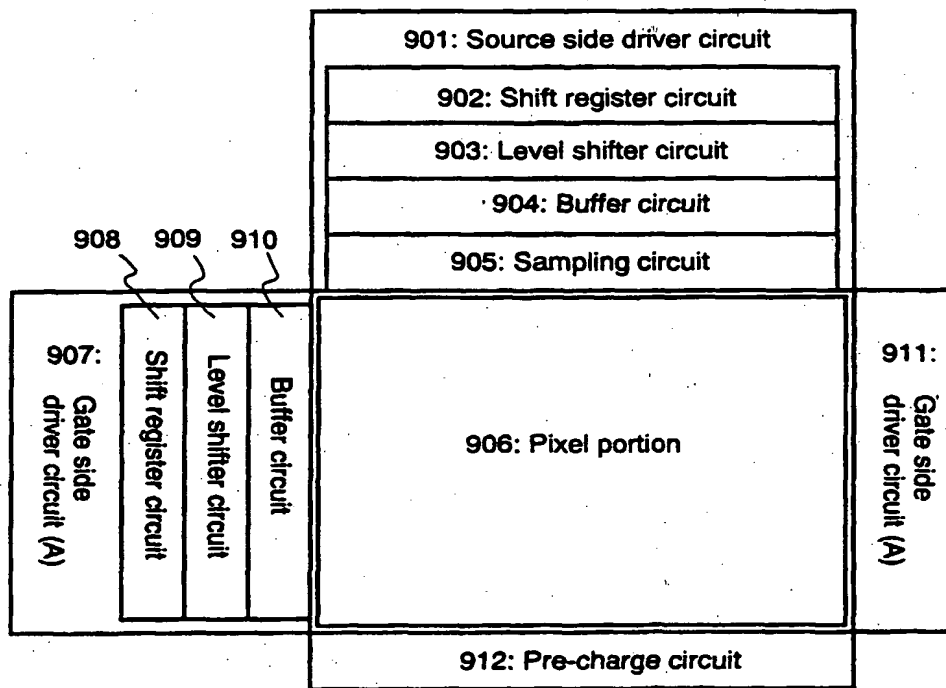 901: Source side driver circuit
902: Shift register circuit
903: Level shifter circuit
904: Buffer circuit
905: Sampling circuit
908
909
910
907:
Gate side
driver circuit (A)
Shift register circuit
Level shifter circuit
Buffer circuit
906: Pixel portion
911:
Gate side
driver circuit (A)
912: Pre-charge circuit